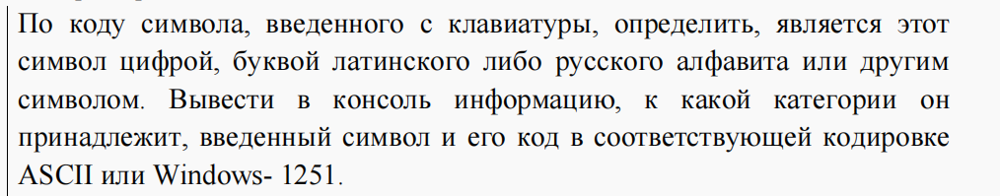 По коду символа, введенного с клавиатуры, определить, является этот
символ цифрой, буквой латинского либо русского алфавита или другим
символом. Вывести в консоль информацию, к какой категории он
принадлежит, введенный символ и его код в соответствующей кодировке
ASCII или Windows- 1251.